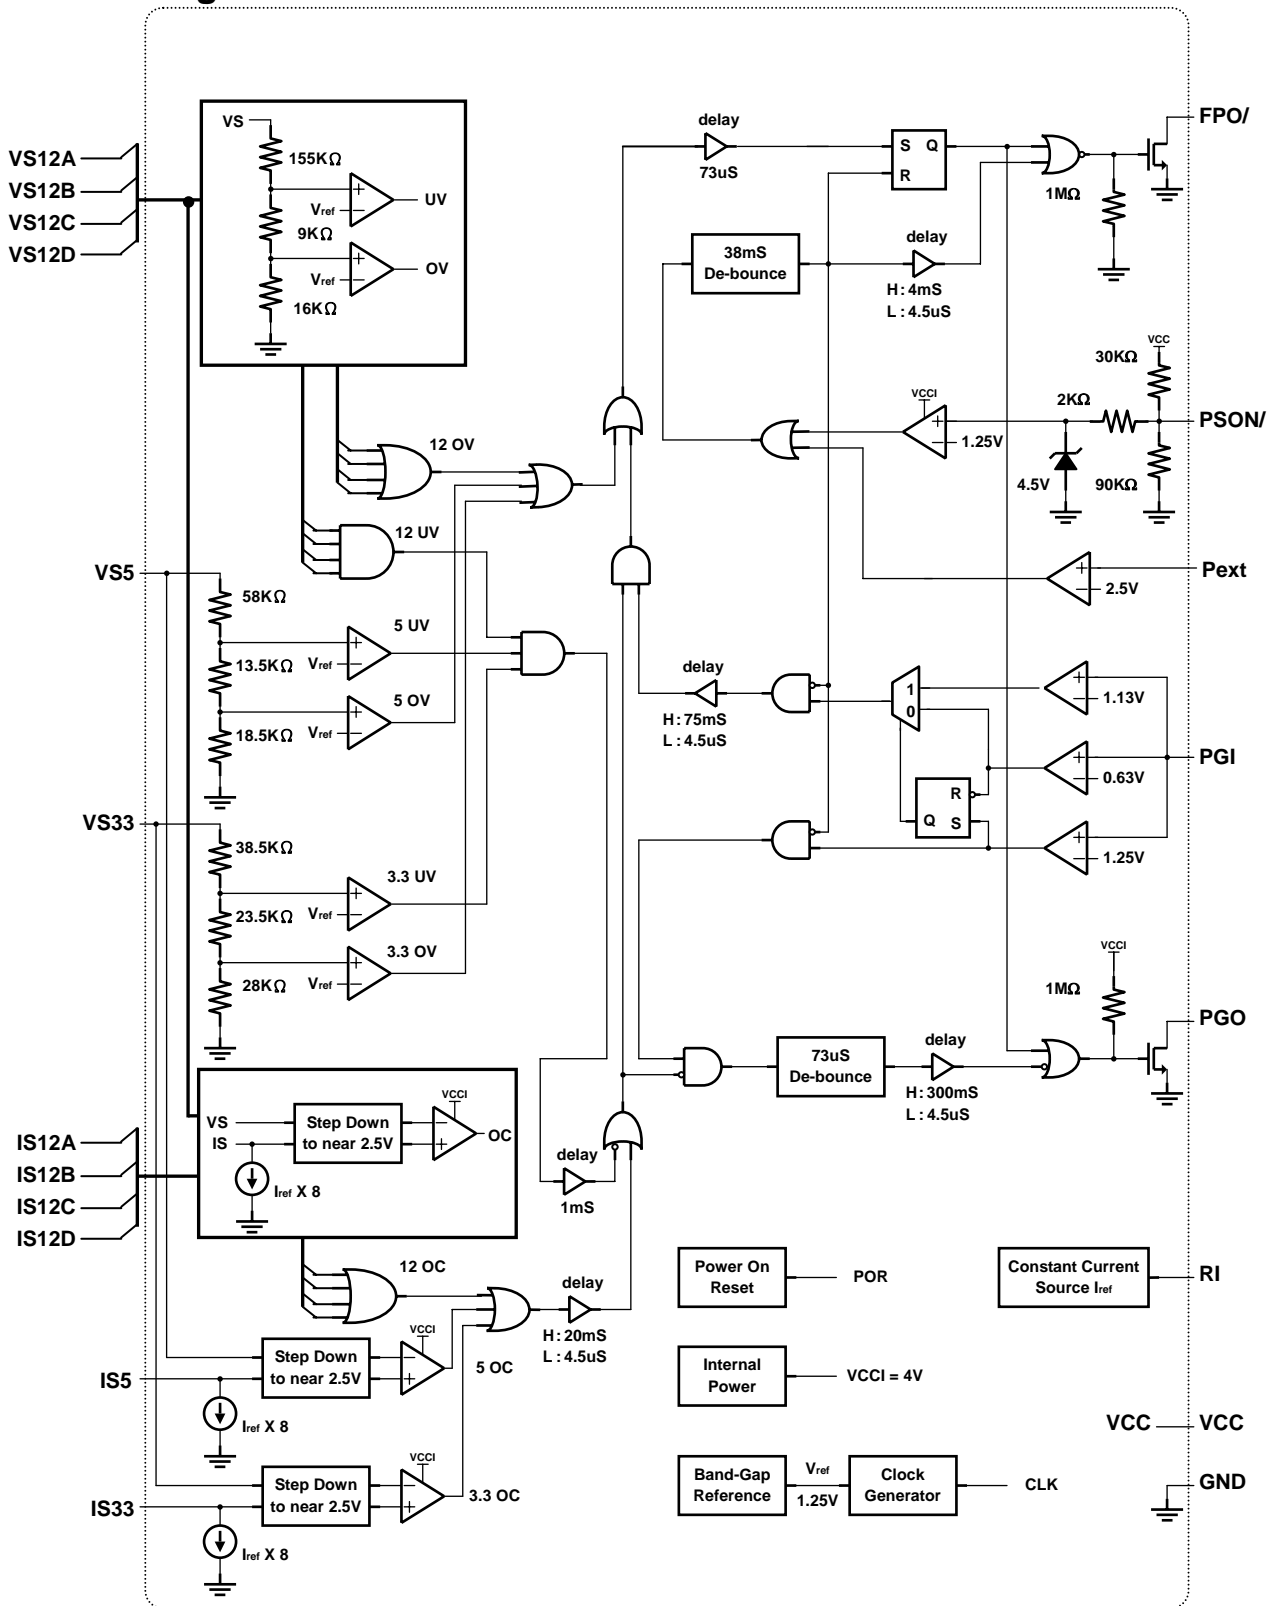 VS12A
VS12B
VS12C
VS12D
VS
155KΩ
Vref
UV
9KΩ
Vref
OV
16KΩ
12 OV
12 UV
VS5
58KΩ
5 UV
Vref
13.5KΩ
5 OV
Vref
18.5KΩ
VS33
38.5KΩ
3.3 UV
Vref
23.5KΩ
3.3 OV
Vref
28KΩ
IS12A
IS12B
IS12C
IS12D
VS
IS
Step Down
to near 2.5V
VCCI
OC
Iref X 8
12 OC
delay
1mS
delay
H : 20mS
L : 4.5uS
IS5
Step Down
to near 2.5V
VCCI
5 OC
Iref X 8
IS33
Step Down
to near 2.5V
VCCI
3.3 OC
Iref X 8
delay
73uS
S Q
R
1MΩ
FPO/
38mS
De-bounce
delay
H : 4mS
L : 4.5uS
VCC
30KΩ
2KΩ
PSON/
VCCI
1.25V
4.5V
90KΩ
Pext
2.5V
delay
H : 75mS
L : 4.5uS
1
0
1.13V
PGI
0.63V
R
Q S
1.25V
VCCI
1MΩ
PGO
73uS
De-bounce
delay
H : 300mS
L : 4.5uS
Power On
Reset
POR
Constant Current
Source Iref
RI
Internal
Power
VCCI = 4V
VCC
VCC
Band-Gap
Reference
Vref
1.25V
Clock
Generator
CLK
GND